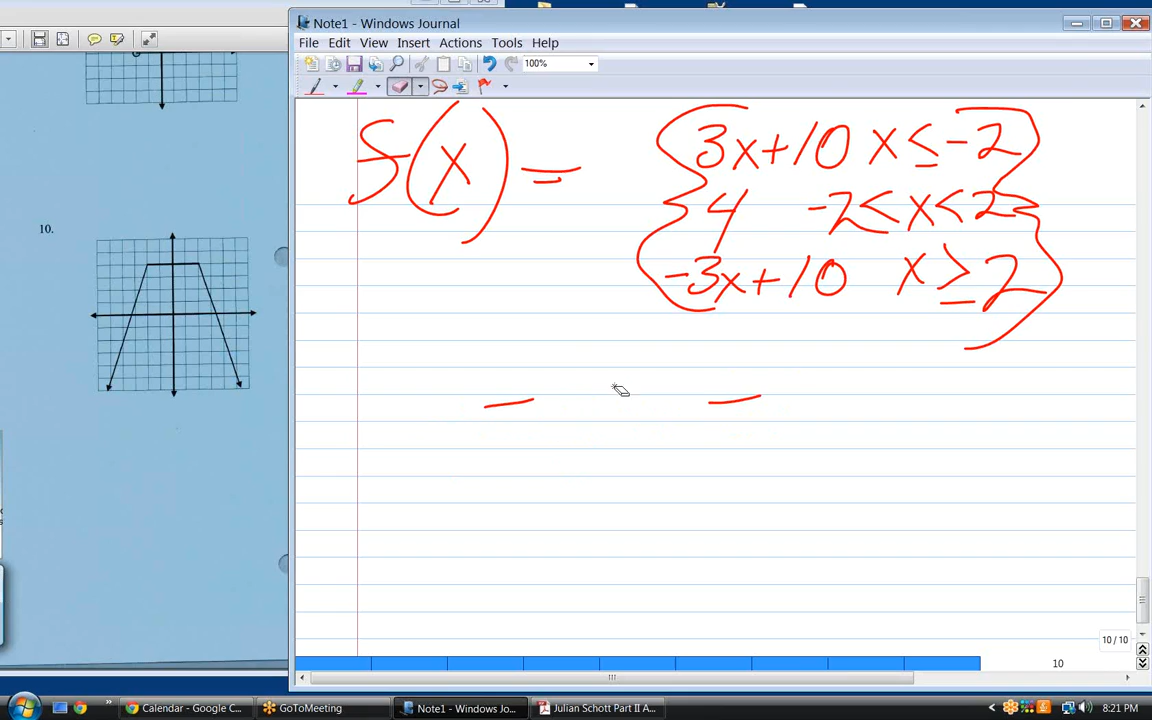 Note1 - Windows Journal
File Edit View Insert Actions Tools Help
100%
f(x) = 3x+10 x ≤ -2
4 -2 < x < 2
-3x+10 x ≥ 2
10.
10 / 10
10
Calendar - Google C...
GoToMeeting
Note1 - Windows Jo...
Julian Schott Part II A...
8:21 PM